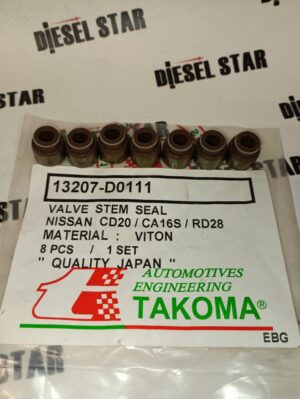 DIESEL STAR
DIESEL STAR
STAR
13207-D0111
VALVE STEM SEAL
NISSAN CD20 / CA16S / RD28
MATERIAL : VITON
8 PCS / 1 SET
" QUALITY JAPAN "
AUTOMOTIVES
ENGINEERING
TAKOMA®
EBG